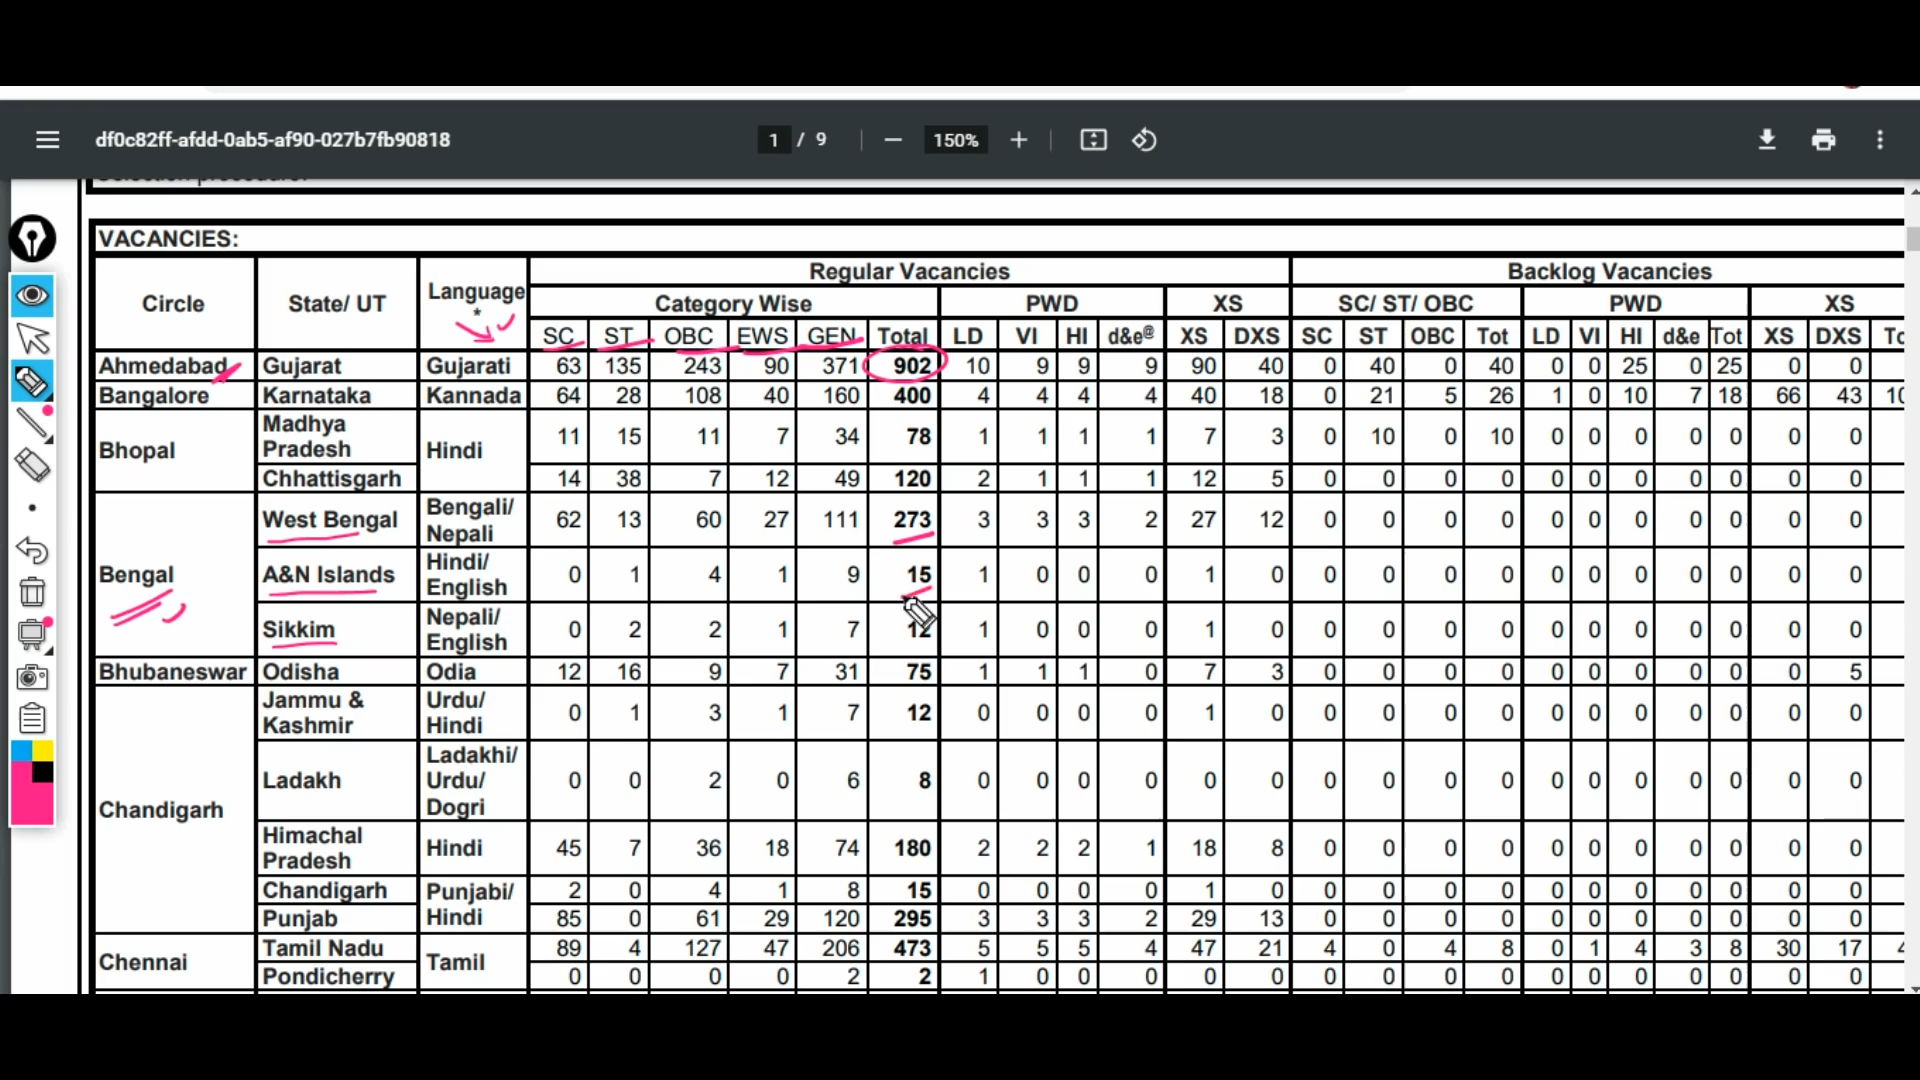 df0c82ff-afdd-0ab5-af90-027b7fb90818 1 / 9 150%
VACANCIES:
Circle State/ UT Language * Regular Vacancies Backlog Vacancies
Category Wise PWD XS SC/ ST/ OBC PWD XS
SC ST OBC EWS GEN Total LD VI HI d&e@ XS DXS SC ST OBC Tot LD VI HI d&e Tot XS DXS
Ahmedabad Gujarat Gujarati 63 135 243 90 371 902 10 9 9 9 90 40 0 40 0 40 0 0 25 0 25 0 0
Bangalore Karnataka Kannada 64 28 108 40 160 400 4 4 4 4 40 18 0 21 5 26 1 0 10 7 18 66 43
Bhopal Madhya Pradesh Hindi 11 15 11 7 34 78 1 1 1 1 7 3 0 10 0 10 0 0 0 0 0 0 0
Chhattisgarh 14 38 7 12 49 120 2 1 1 1 12 5 0 0 0 0 0 0 0 0 0 0 0
Bengal West Bengal Bengali/ Nepali 62 13 60 27 111 273 3 3 3 2 27 12 0 0 0 0 0 0 0 0 0 0 0
A&N Islands Hindi/ English 0 1 4 1 9 15 1 0 0 0 1 0 0 0 0 0 0 0 0 0 0 0 0
Sikkim Nepali/ English 0 2 2 1 7 12 1 0 0 0 1 0 0 0 0 0 0 0 0 0 0 0 0
Bhubaneswar Odisha Odia 12 16 9 7 31 75 1 1 1 0 7 3 0 0 0 0 0 0 0 0 0 0 5
Chandigarh Jammu & Kashmir Urdu/ Hindi 0 1 3 1 7 12 0 0 0 0 1 0 0 0 0 0 0 0 0 0 0 0 0
Ladakh Ladakhi/ Urdu/ Dogri 0 0 2 0 6 8 0 0 0 0 0 0 0 0 0 0 0 0 0 0 0 0 0
Himachal Pradesh Hindi 45 7 36 18 74 180 2 2 2 1 18 8 0 0 0 0 0 0 0 0 0 0 0
Chandigarh Punjabi/ Hindi 2 0 4 1 8 15 0 0 0 0 1 0 0 0 0 0 0 0 0 0 0 0 0
Punjab 85 0 61 29 120 295 3 3 3 2 29 13 0 0 0 0 0 0 0 0 0 0 0
Chennai Tamil Nadu Tamil 89 4 127 47 206 473 5 5 5 4 47 21 4 0 4 8 0 1 4 3 8 30 17
Pondicherry 0 0 0 0 2 2 1 0 0 0 0 0 0 0 0 0 0 0 0 0 0 0 0